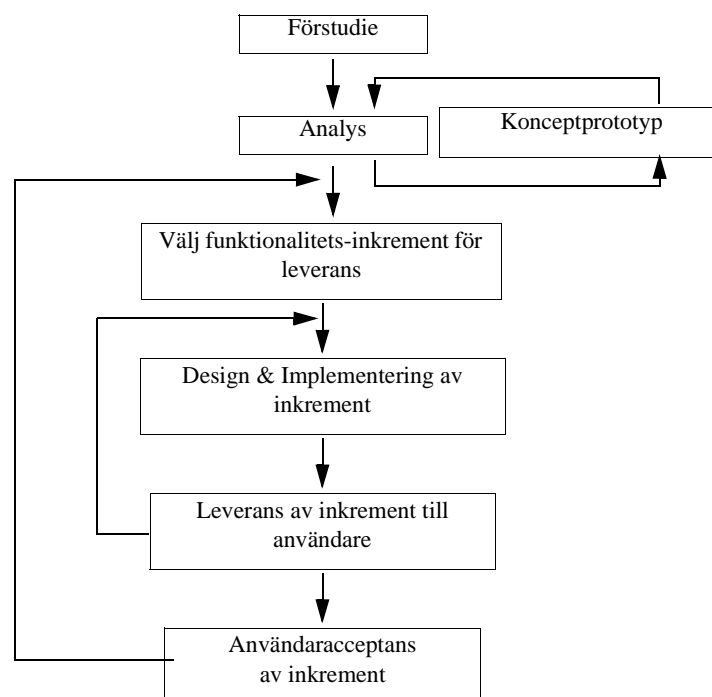 Förstudie
Analys
Konceptprototyp
Välj funktionalitets-inkrement för
leverans
Design & Implementering av
inkrement
Leverans av inkrement till
användare
Användaracceptans
av inkrement